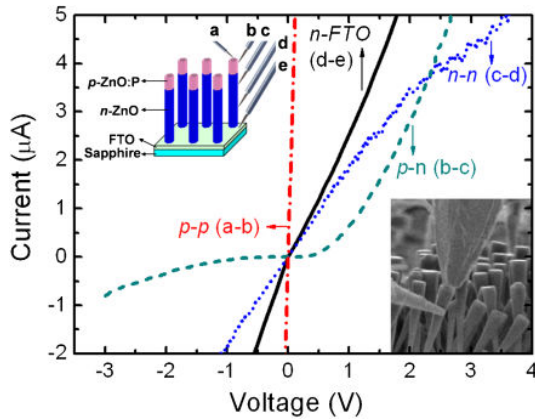 5
4
3
2
1
0
-1
-2
-4
-3
-2
-1
0
1
2
3
4
Current (μA)
Voltage (V)
a
b
c
d
e
p-ZnO:P
n-ZnO
FTO
Sapphire
n-FTO
(d-e)
n-n (c-d)
p-n (b-c)
p-p (a-b)